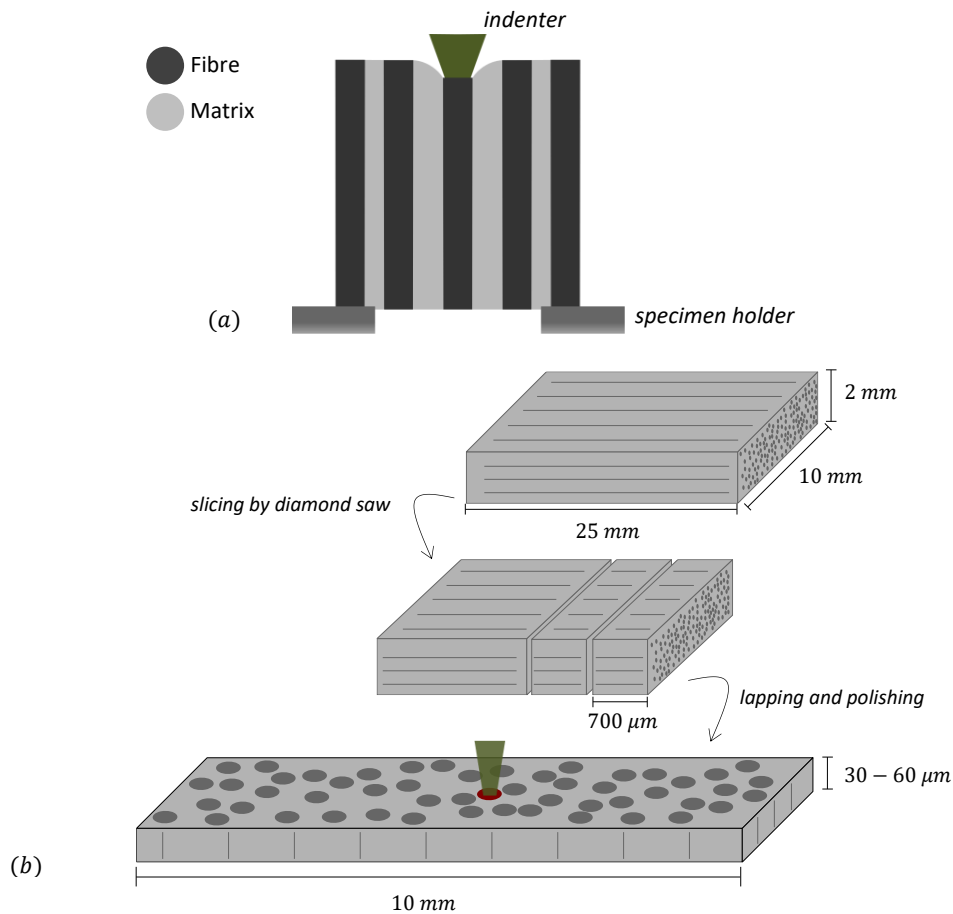 indenter
Fibre
Matrix
(a)
specimen holder
2 mm
10 mm
slicing by diamond saw
25 mm
lapping and polishing
700 μm
30 − 60 μm
(b)
10 mm